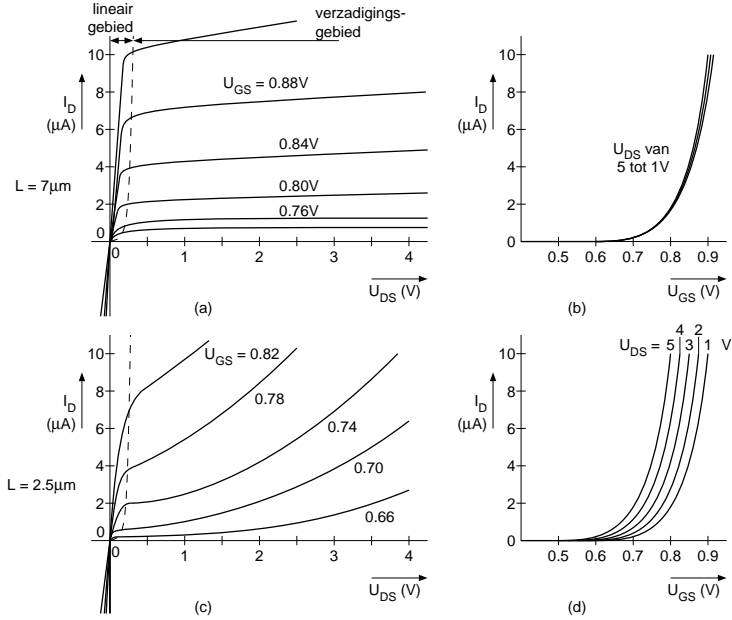 lineair
gebied
verzadigings-
gebied
10
8
6
4
2
0
I_D
(μA)
L = 7μm
U_GS = 0.88V
0.84V
0.80V
0.76V
0 1 2 3 4
U_DS (V)
(a)
10
8
6
4
2
0
I_D
(μA)
U_DS van
5 tot 1V
0.5 0.6 0.7 0.8 0.9
U_GS (V)
(b)
10
8
6
4
2
0
I_D
(μA)
L = 2.5μm
U_GS = 0.82
0.78
0.74
0.70
0.66
0 1 2 3 4
U_DS (V)
(c)
10
8
6
4
2
0
I_D
(μA)
4 2
U_DS = 5 3 1 V
0.5 0.6 0.7 0.8 0.9
U_GS (V)
(d)